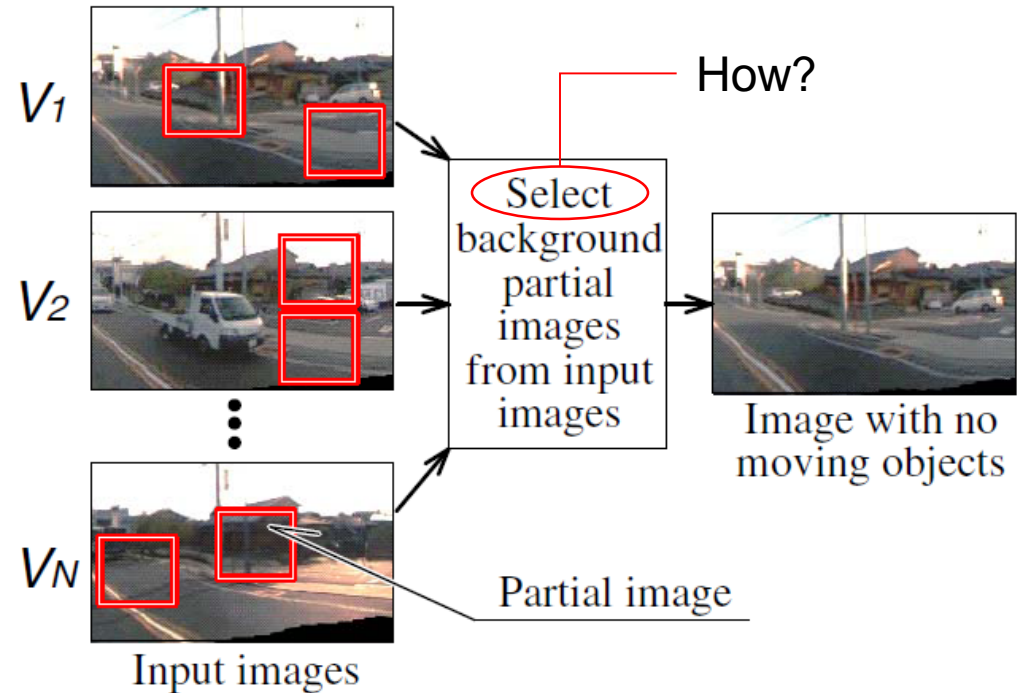 How?
V1
V2
VN
Select
background
partial
images
from input
images
Image with no
moving objects
Partial image
Input images